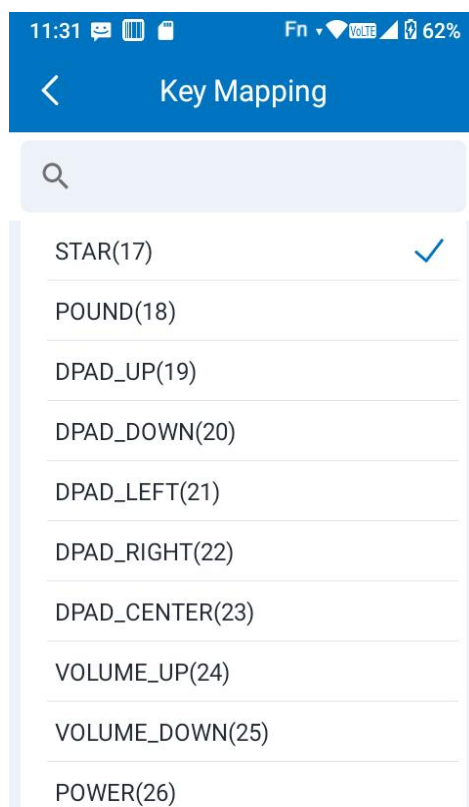 11:31 Fn VoLTE 62%
Key Mapping
STAR(17)
POUND(18)
DPAD_UP(19)
DPAD_DOWN(20)
DPAD_LEFT(21)
DPAD_RIGHT(22)
DPAD_CENTER(23)
VOLUME_UP(24)
VOLUME_DOWN(25)
POWER(26)